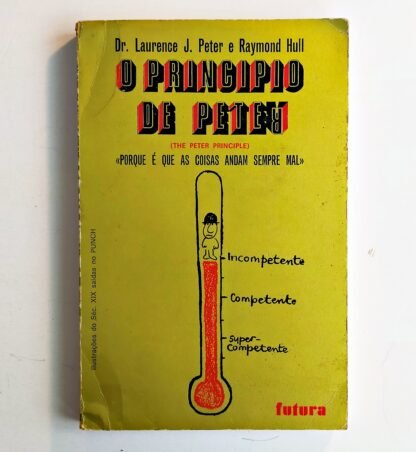 Dr. Laurence J. Peter e Raymond Hull
O PRINCIPIO
DE PETER
(THE PETER PRINCIPLE)
«PORQUE É QUE AS COISAS ANDAM SEMPRE MAL»
Incompetente
Competente
super-
competente
ilustrações do Séc. XIX saídas no PUNCH
futura